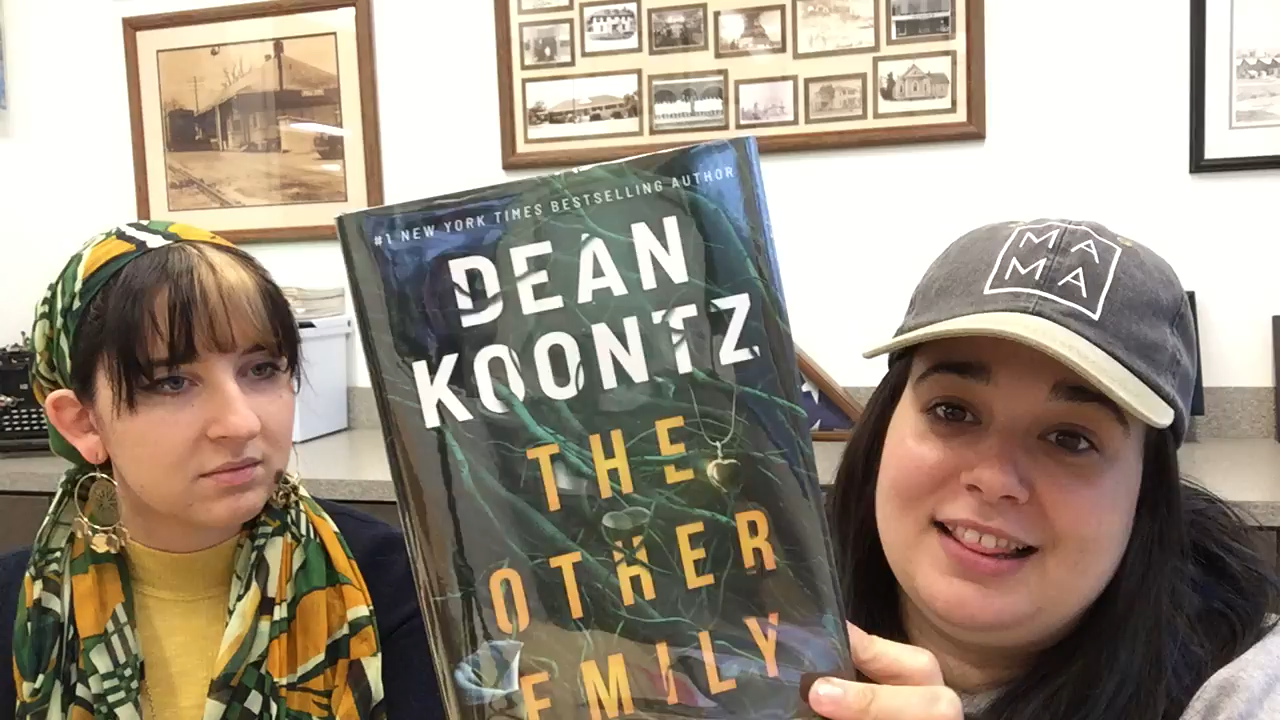 #1 NEW YORK TIMES BESTSELLING AUTHOR
DEAN
KOONTZ
THE
OTHER
EMILY
MA
MA